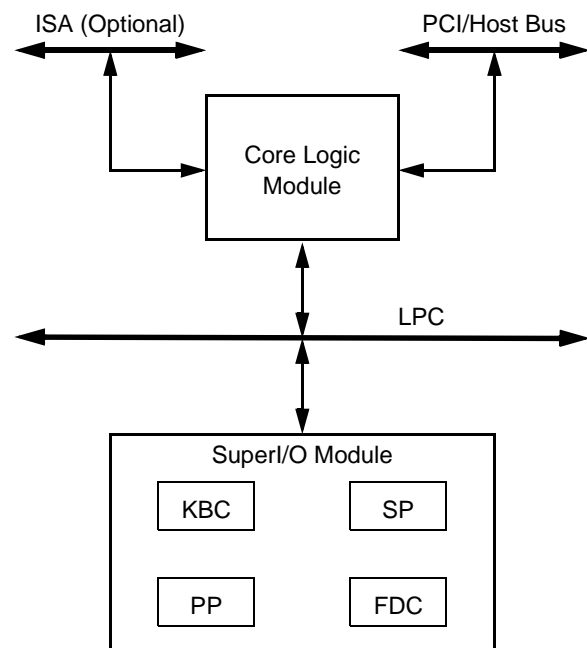 ISA (Optional)
PCI/Host Bus
Core Logic
Module
LPC
SuperI/O Module
KBC
SP
PP
FDC